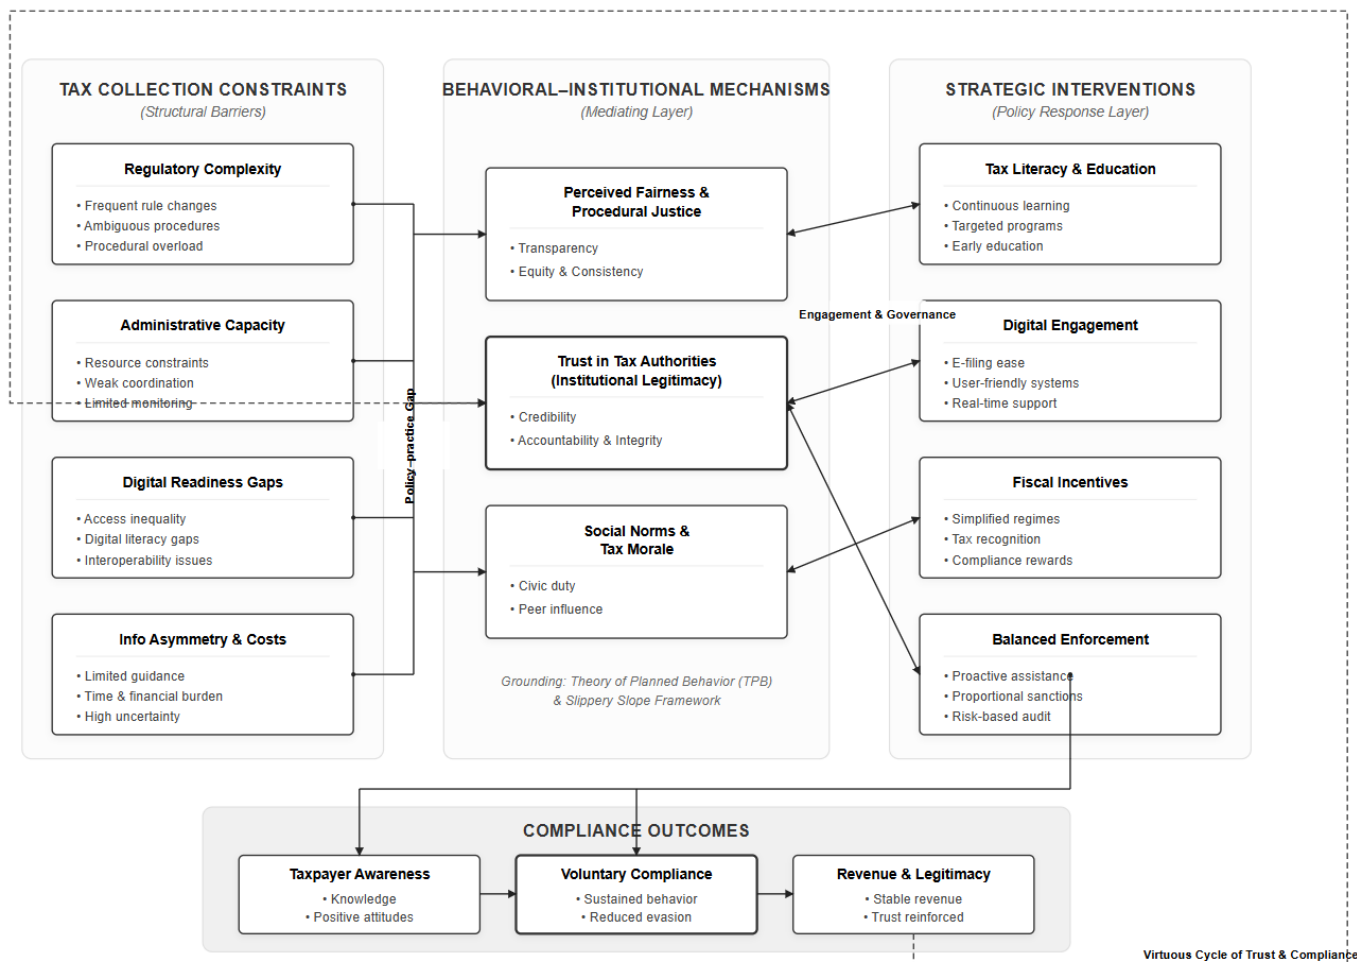 TAX COLLECTION CONSTRAINTS
(Structural Barriers)
Regulatory Complexity
• Frequent rule changes
• Ambiguous procedures
• Procedural overload
Administrative Capacity
• Resource constraints
• Weak coordination
• Limited monitoring
Digital Readiness Gaps
• Access inequality
• Digital literacy gaps
• Interoperability issues
Info Asymmetry & Costs
• Limited guidance
• Time & financial burden
• High uncertainty
Policy–practice Gap
BEHAVIORAL–INSTITUTIONAL MECHANISMS
(Mediating Layer)
Perceived Fairness &
Procedural Justice
• Transparency
• Equity & Consistency
Trust in Tax Authorities
(Institutional Legitimacy)
• Credibility
• Accountability & Integrity
Social Norms &
Tax Morale
• Civic duty
• Peer influence
Grounding: Theory of Planned Behavior (TPB)
& Slippery Slope Framework
Engagement & Governance
STRATEGIC INTERVENTIONS
(Policy Response Layer)
Tax Literacy & Education
• Continuous learning
• Targeted programs
• Early education
Digital Engagement
• E-filing ease
• User-friendly systems
• Real-time support
Fiscal Incentives
• Simplified regimes
• Tax recognition
• Compliance rewards
Balanced Enforcement
• Proactive assistance
• Proportional sanctions
• Risk-based audit
COMPLIANCE OUTCOMES
Taxpayer Awareness
• Knowledge
• Positive attitudes
Voluntary Compliance
• Sustained behavior
• Reduced evasion
Revenue & Legitimacy
• Stable revenue
• Trust reinforced
Virtuous Cycle of Trust & Compliance